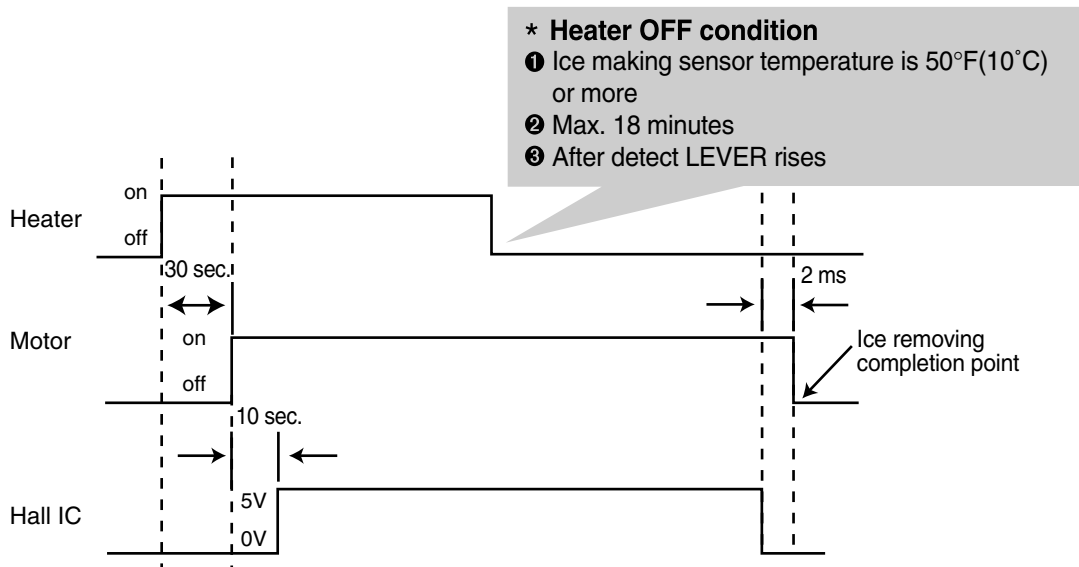 * Heater OFF condition
❶ Ice making sensor temperature is 50°F(10˚C)
or more
❷ Max. 18 minutes
❸ After detect LEVER rises
on
Heater
off
30 sec.
2 ms
Motor
on
off
Ice removing
completion point
10 sec.
5V
Hall IC
0V